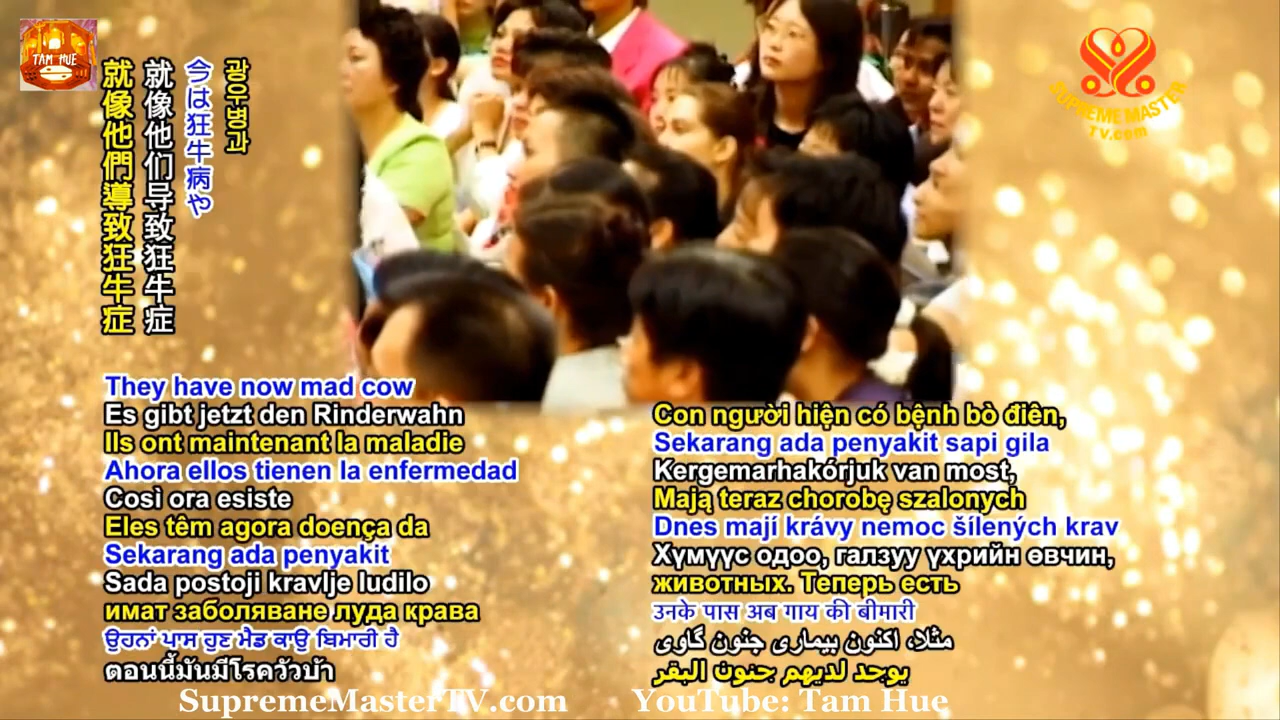 TAM HUE
就像他們導致狂牛症
就像他们导致狂牛症
今は狂牛病や
광우병과
SUPREME MASTER
TV.com
They have now mad cow
Es gibt jetzt den Rinderwahn
Ils ont maintenant la maladie
Ahora ellos tienen la enfermedad
Così ora esiste
Eles têm agora doença da
Sekarang ada penyakit
Sada postoji kravlje ludilo
имат заболяване луда крава
ਉਹਨਾਂ ਪਾਸ ਹੁਣ ਮੈਡ ਕਾਉ ਬਿਮਾਰੀ ਹੈ
ตอนนี้มันมีโรควัวบ้า
Con người hiện có bệnh bò điên,
Sekarang ada penyakit sapi gila
Kergemarhakórjuk van most,
Mają teraz chorobę szalonych
Dnes mají krávy nemoc šílených krav
Хүмүүс одоо, галзуу үхрийн өвчин,
животных. Теперь есть
उनके पास अब गाय की बीमारी
مثلاً، اکنون بیماری جنون گاوی
يوجد لديهم جنون البقر
SupremeMasterTV.com
YouTube: Tam Hue